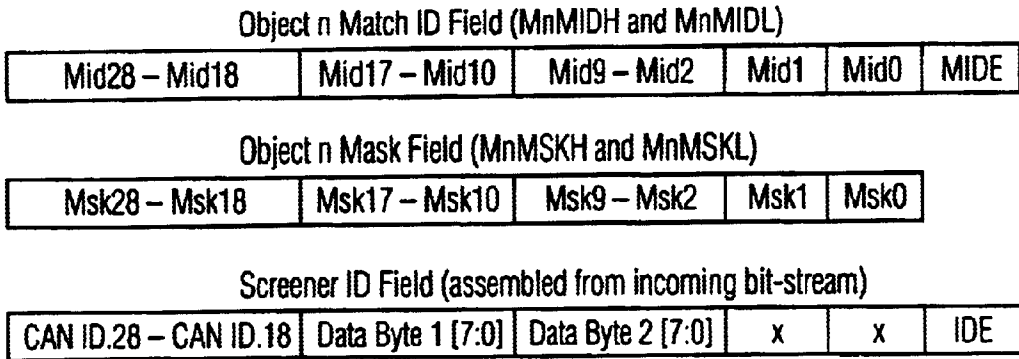 Object n Match ID Field (MnMIDH and MnMIDL)
Mid28 – Mid18 Mid17 – Mid10 Mid9 – Mid2 Mid1 Mid0 MIDE
Object n Mask Field (MnMSKH and MnMSKL)
Msk28 – Msk18 Msk17 – Msk10 Msk9 – Msk2 Msk1 Msk0
Screener ID Field (assembled from incoming bit-stream)
CAN ID.28 – CAN ID.18 Data Byte 1 [7:0] Data Byte 2 [7:0] x x IDE